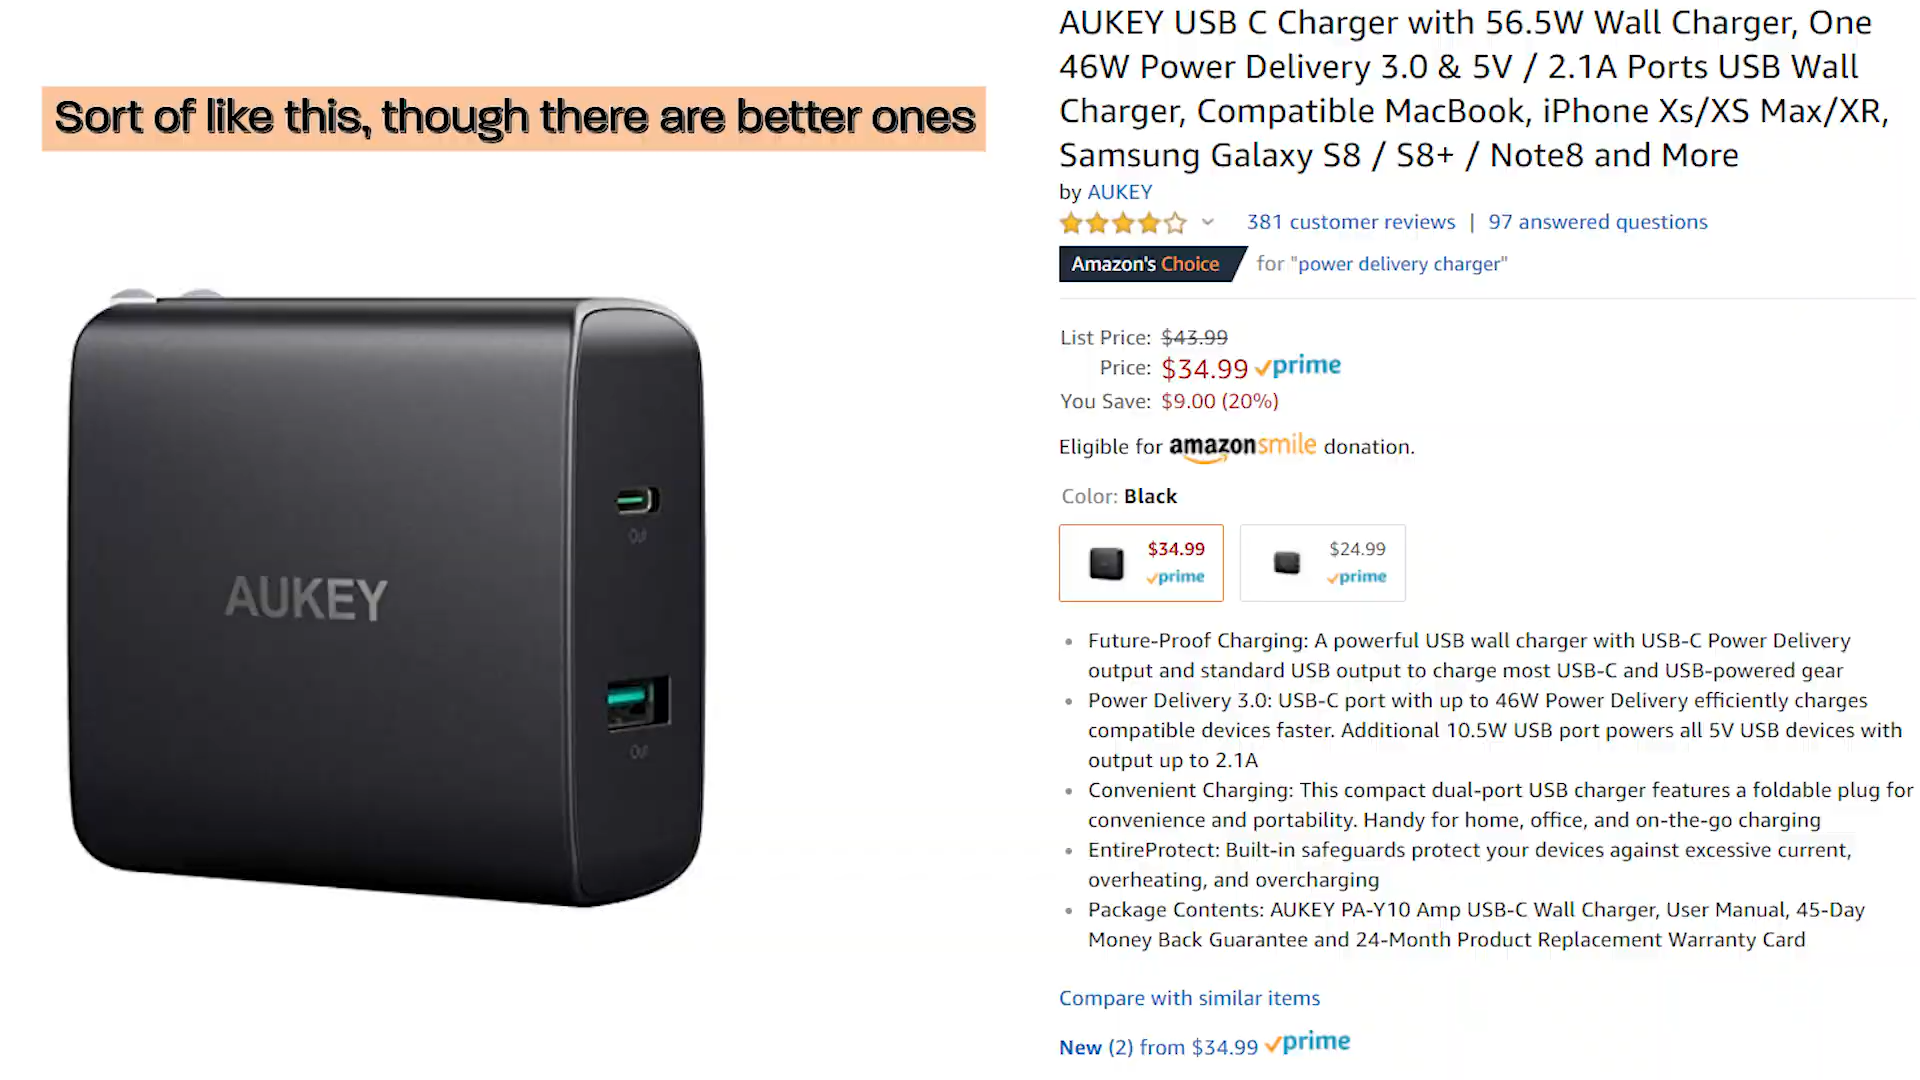 Sort of like this, though there are better ones
AUKEY
Out
Out
AUKEY USB C Charger with 56.5W Wall Charger, One
46W Power Delivery 3.0 & 5V / 2.1A Ports USB Wall
Charger, Compatible MacBook, iPhone Xs/XS Max/XR,
Samsung Galaxy S8 / S8+ / Note8 and More
by AUKEY
381 customer reviews | 97 answered questions
Amazon's Choice for "power delivery charger"
List Price: $43.99
Price: $34.99 prime
You Save: $9.00 (20%)
Eligible for amazonsmile donation.
Color: Black
$34.99 $24.99
prime prime
Future-Proof Charging: A powerful USB wall charger with USB-C Power Delivery
output and standard USB output to charge most USB-C and USB-powered gear
Power Delivery 3.0: USB-C port with up to 46W Power Delivery efficiently charges
compatible devices faster. Additional 10.5W USB port powers all 5V USB devices with
output up to 2.1A
Convenient Charging: This compact dual-port USB charger features a foldable plug for
convenience and portability. Handy for home, office, and on-the-go charging
EntireProtect: Built-in safeguards protect your devices against excessive current,
overheating, and overcharging
Package Contents: AUKEY PA-Y10 Amp USB-C Wall Charger, User Manual, 45-Day
Money Back Guarantee and 24-Month Product Replacement Warranty Card
Compare with similar items
New (2) from $34.99 prime